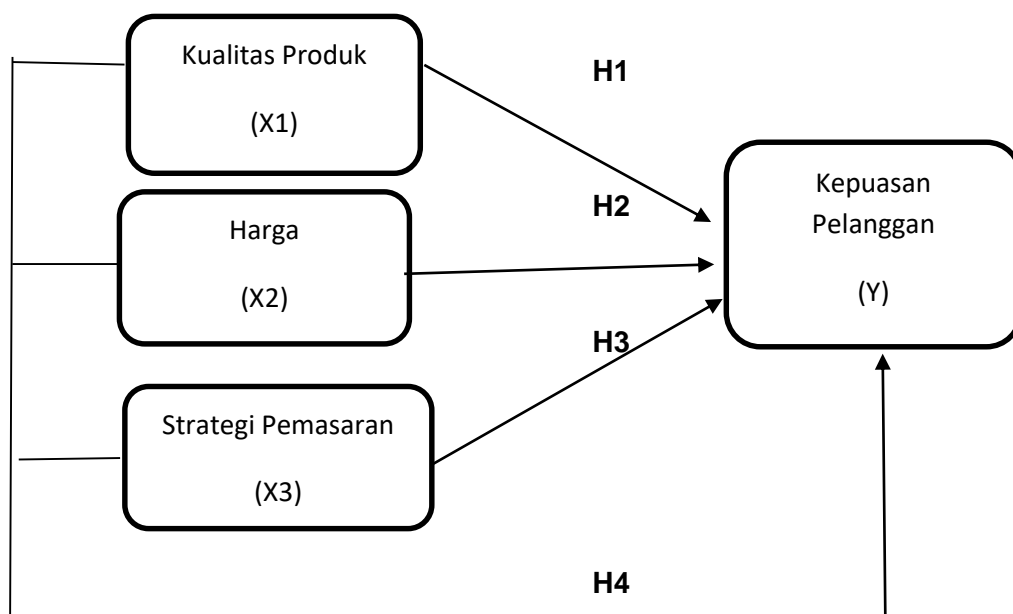 Kualitas Produk
(X1)
H1
Harga
(X2)
H2
Strategi Pemasaran
(X3)
H3
Kepuasan
Pelanggan
(Y)
H4